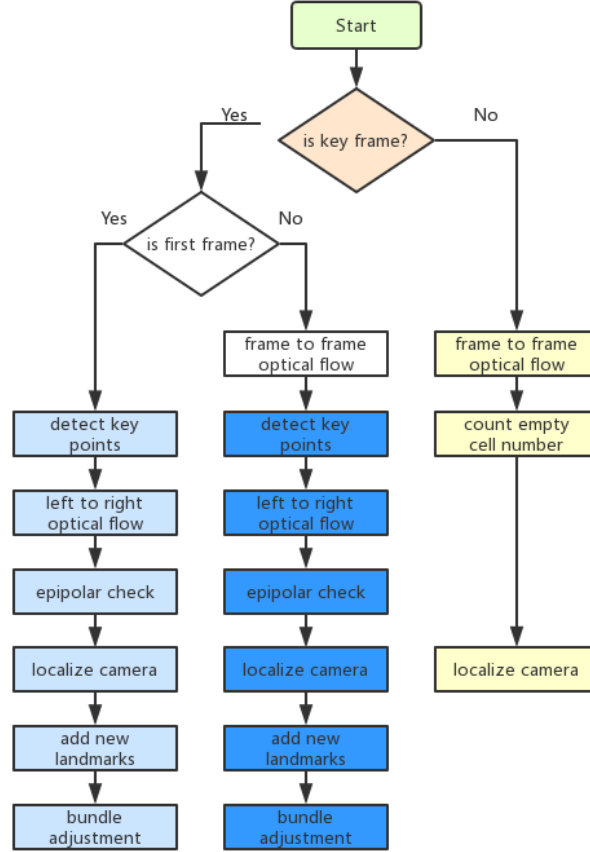 Start
is key frame?
Yes
No
is first frame?
Yes
No
frame to frame
optical flow
frame to frame
optical flow
detect key
points
detect key
points
count empty
cell number
left to right
optical flow
left to right
optical flow
epipolar check
epipolar check
localize camera
localize camera
localize camera
add new
landmarks
add new
landmarks
bundle
adjustment
bundle
adjustment